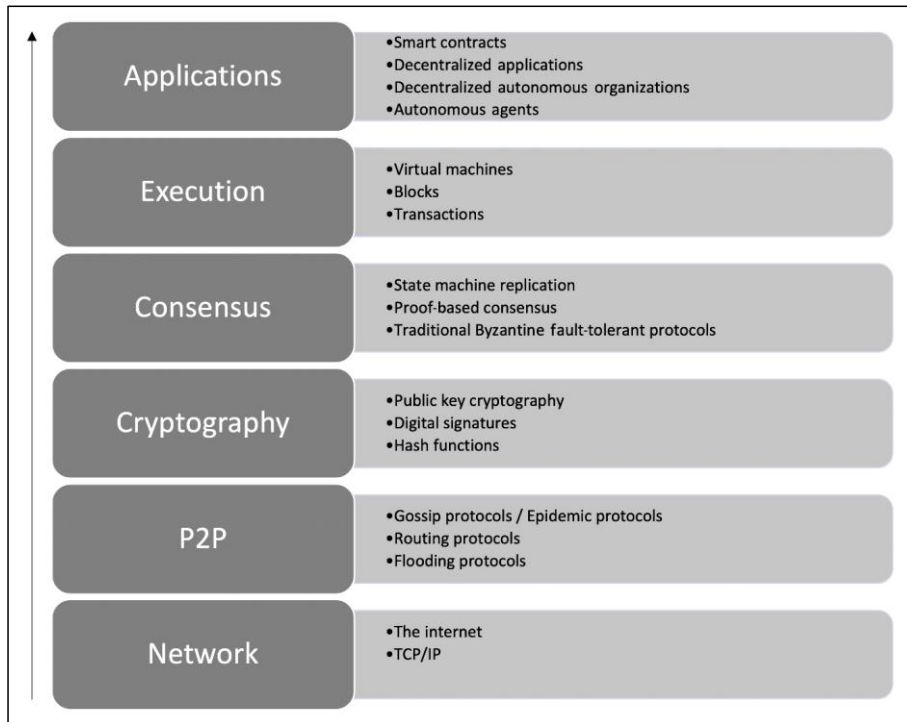 Applications
•Smart contracts
•Decentralized applications
•Decentralized autonomous organizations
•Autonomous agents
Execution
•Virtual machines
•Blocks
•Transactions
Consensus
•State machine replication
•Proof-based consensus
•Traditional Byzantine fault-tolerant protocols
Cryptography
•Public key cryptography
•Digital signatures
•Hash functions
P2P
•Gossip protocols / Epidemic protocols
•Routing protocols
•Flooding protocols
Network
•The internet
•TCP/IP